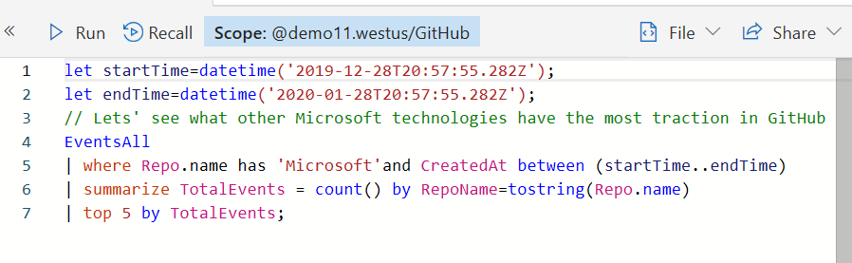 « Run Recall Scope: @demo11.westus/GitHub File Share
1 let startTime=datetime('2019-12-28T20:57:55.282Z');
2 let endTime=datetime('2020-01-28T20:57:55.282Z');
3 // Lets' see what other Microsoft technologies have the most traction in GitHub
4 EventsAll
5 | where Repo.name has 'Microsoft'and CreatedAt between (startTime..endTime)
6 | summarize TotalEvents = count() by RepoName=tostring(Repo.name)
7 | top 5 by TotalEvents;